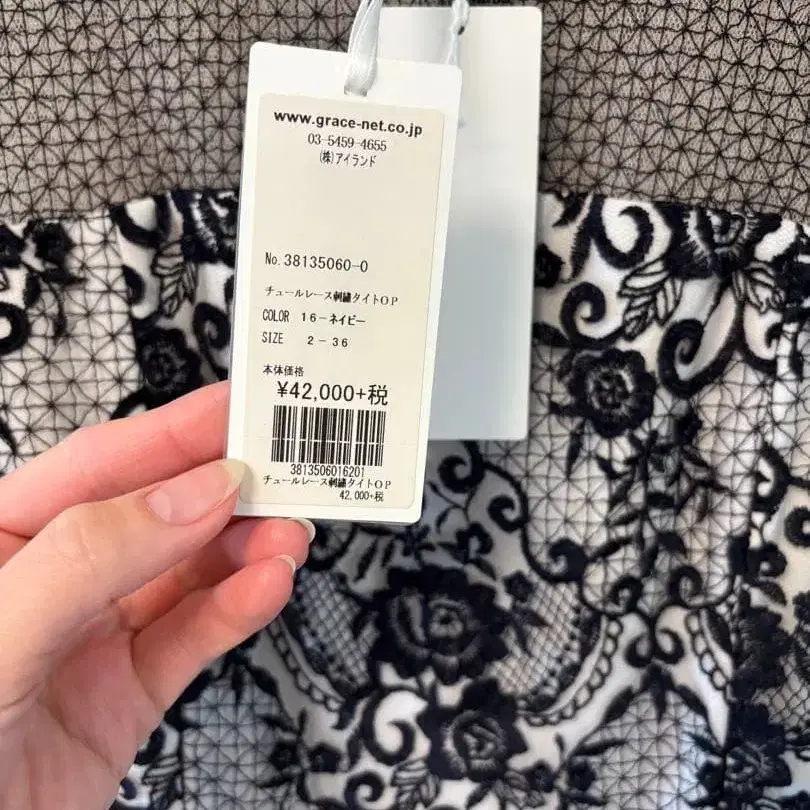 www.grace-net.co.jp
03-5459-4655
(株)アイランド
No.38135060-0
チュールレース刺繍タイトOP
COLOR 16-ネイビー
SIZE 2-36
本体価格
¥42,000+税
3813506016201
チュールレース刺繍タイトOP
42,000+税